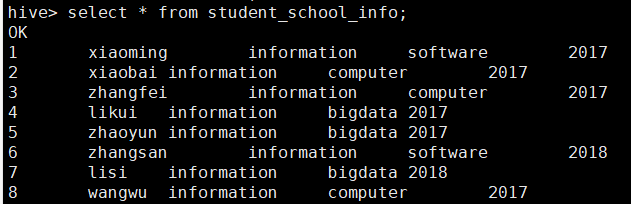 hive> select * from student_school_info;
OK
1 xiaoming information software 2017
2 xiaobai information computer 2017
3 zhangfei information computer 2017
4 likui information bigdata 2017
5 zhaoyun information bigdata 2017
6 zhangsan information software 2018
7 lisi information bigdata 2018
8 wangwu information computer 2017